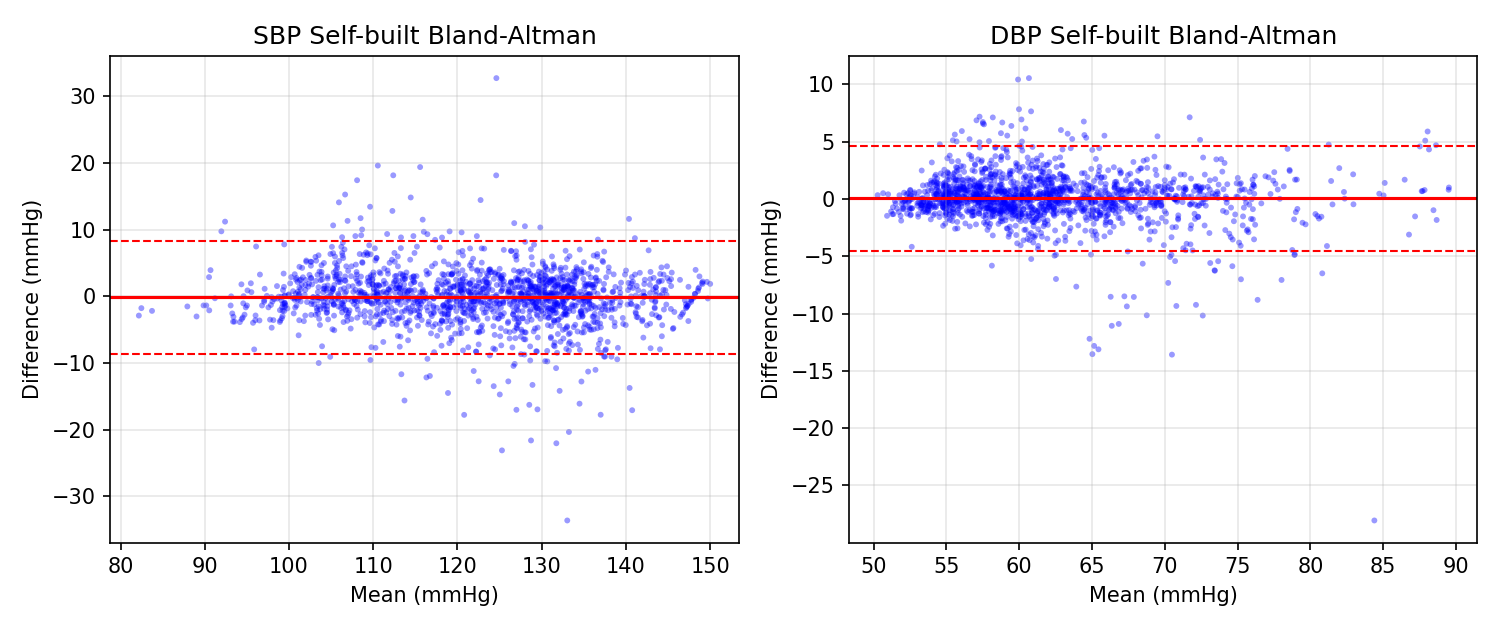 SBP Self-built Bland-Altman
Difference (mmHg)
30
20
10
0
−10
−20
−30
80 90 100 110 120 130 140 150
Mean (mmHg)
DBP Self-built Bland-Altman
Difference (mmHg)
10
5
0
−5
−10
−15
−20
−25
50 55 60 65 70 75 80 85 90
Mean (mmHg)